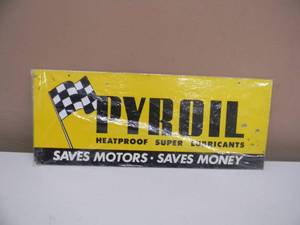 PYROIL
HEATPROOF SUPER LUBRICANTS
SAVES MOTORS · SAVES MONEY